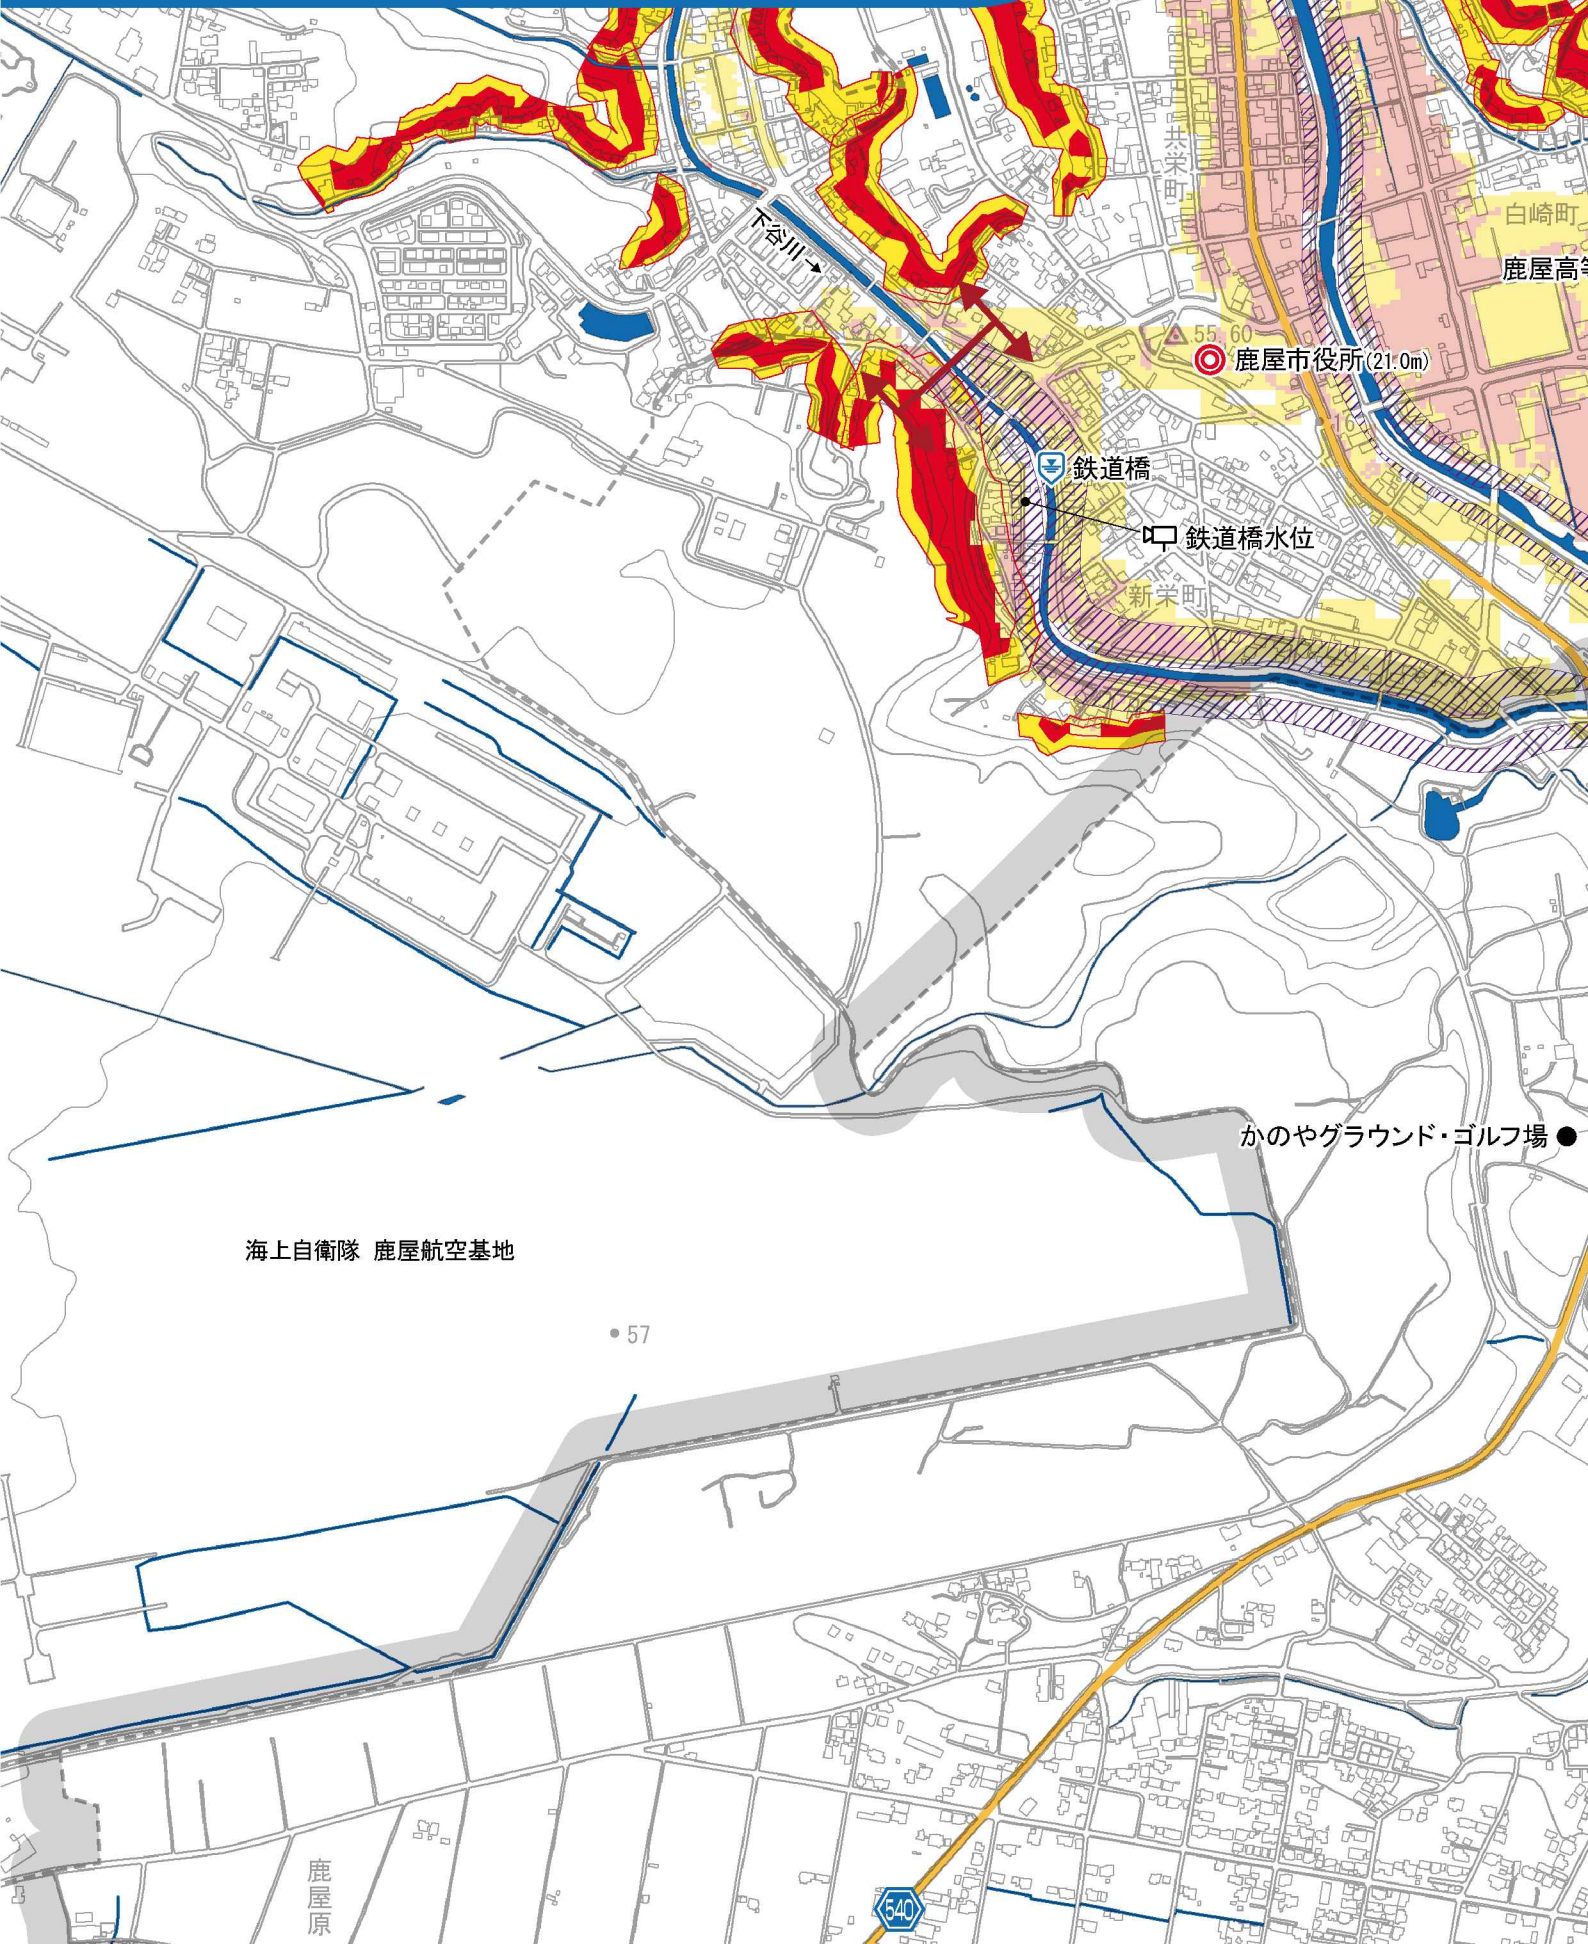 共栄町
白崎町
下谷川→
鹿屋高等
55.60
鹿屋市役所(21.0m)
16
鉄道橋
鉄道橋水位
新栄町
かのやグラウンド・ゴルフ場
海上自衛隊 鹿屋航空基地
57
鹿屋原
540